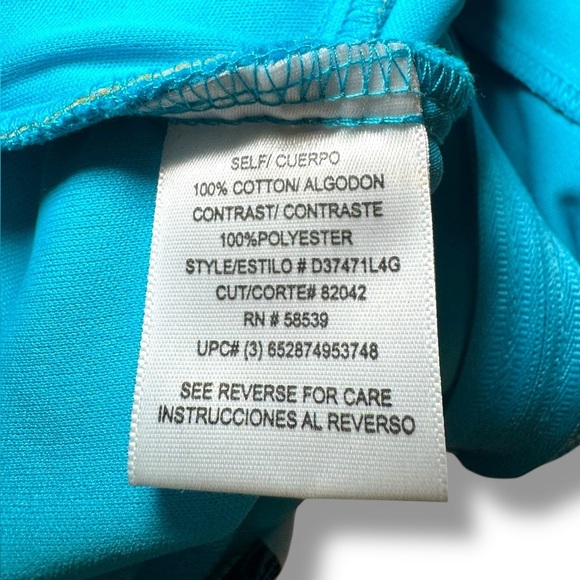 SELF/ CUERPO
100% COTTON/ ALGODON
CONTRAST/ CONTRASTE
100%POLYESTER
STYLE/ESTILO # D37471L4G
CUT/CORTE# 82042
RN # 58539
UPC# (3) 652874953748
SEE REVERSE FOR CARE
INSTRUCCIONES AL REVERSO